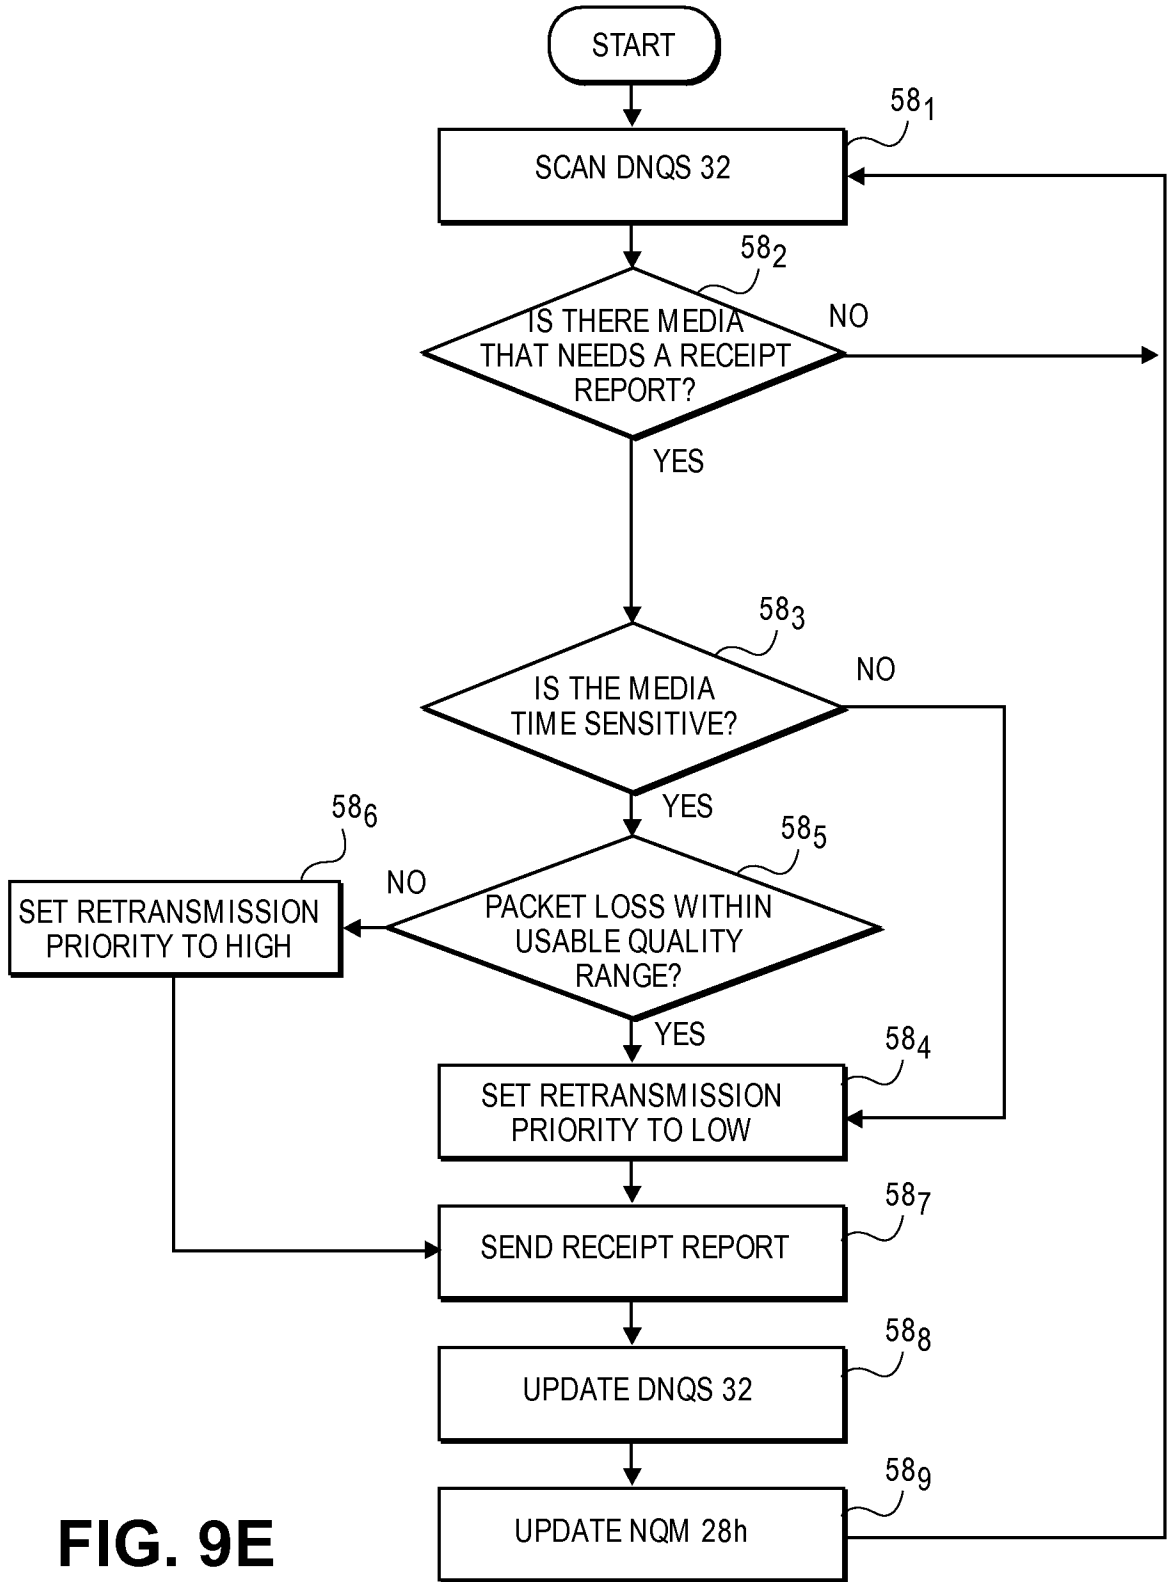 START
58₁
SCAN DNQS 32
58₂
IS THERE MEDIA
THAT NEEDS A RECEIPT
REPORT?
NO
YES
58₃
IS THE MEDIA
TIME SENSITIVE?
NO
YES
58₅
PACKET LOSS WITHIN
USABLE QUALITY
RANGE?
NO
58₆
SET RETRANSMISSION
PRIORITY TO HIGH
YES
58₄
SET RETRANSMISSION
PRIORITY TO LOW
58₇
SEND RECEIPT REPORT
58₈
UPDATE DNQS 32
58₉
UPDATE NQM 28h
FIG. 9E